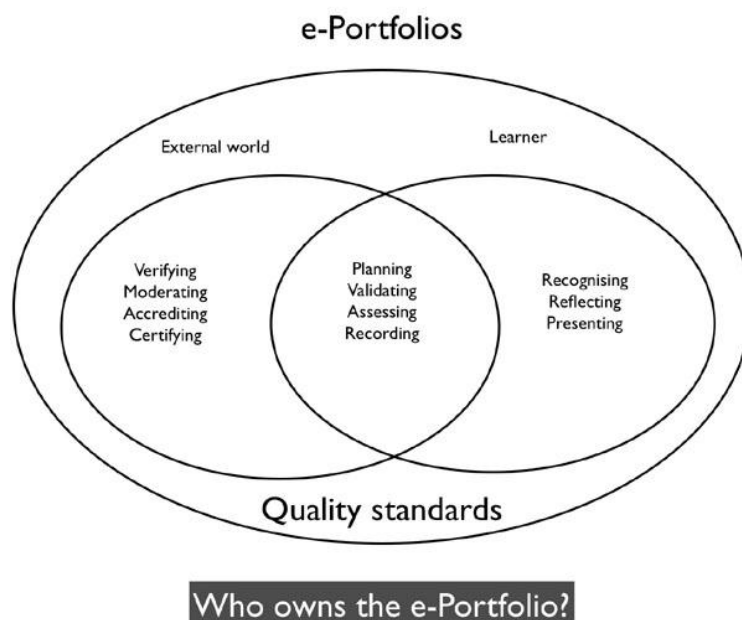 e-Portfolios
External world
Learner
Verifying
Moderating
Accrediting
Certifying
Planning
Validating
Assessing
Recording
Recognising
Reflecting
Presenting
Quality standards
Who owns the e-Portfolio?